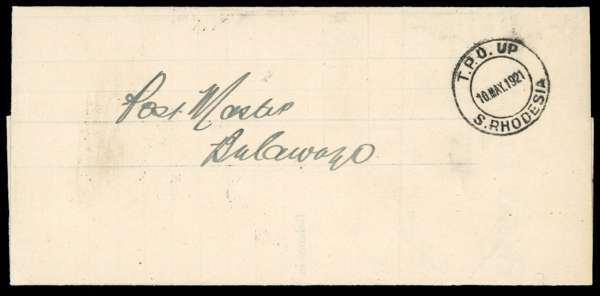 T.P.O. UP
10.MAY.1921
S.RHODESIA
Post Master
Bulawayo